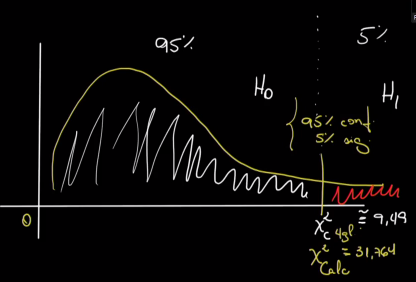 95% 5%
H₀ H₁
95% conf
5% sig
0
χ²c 4gl ≅ 9,49
χ²Calc = 31,764